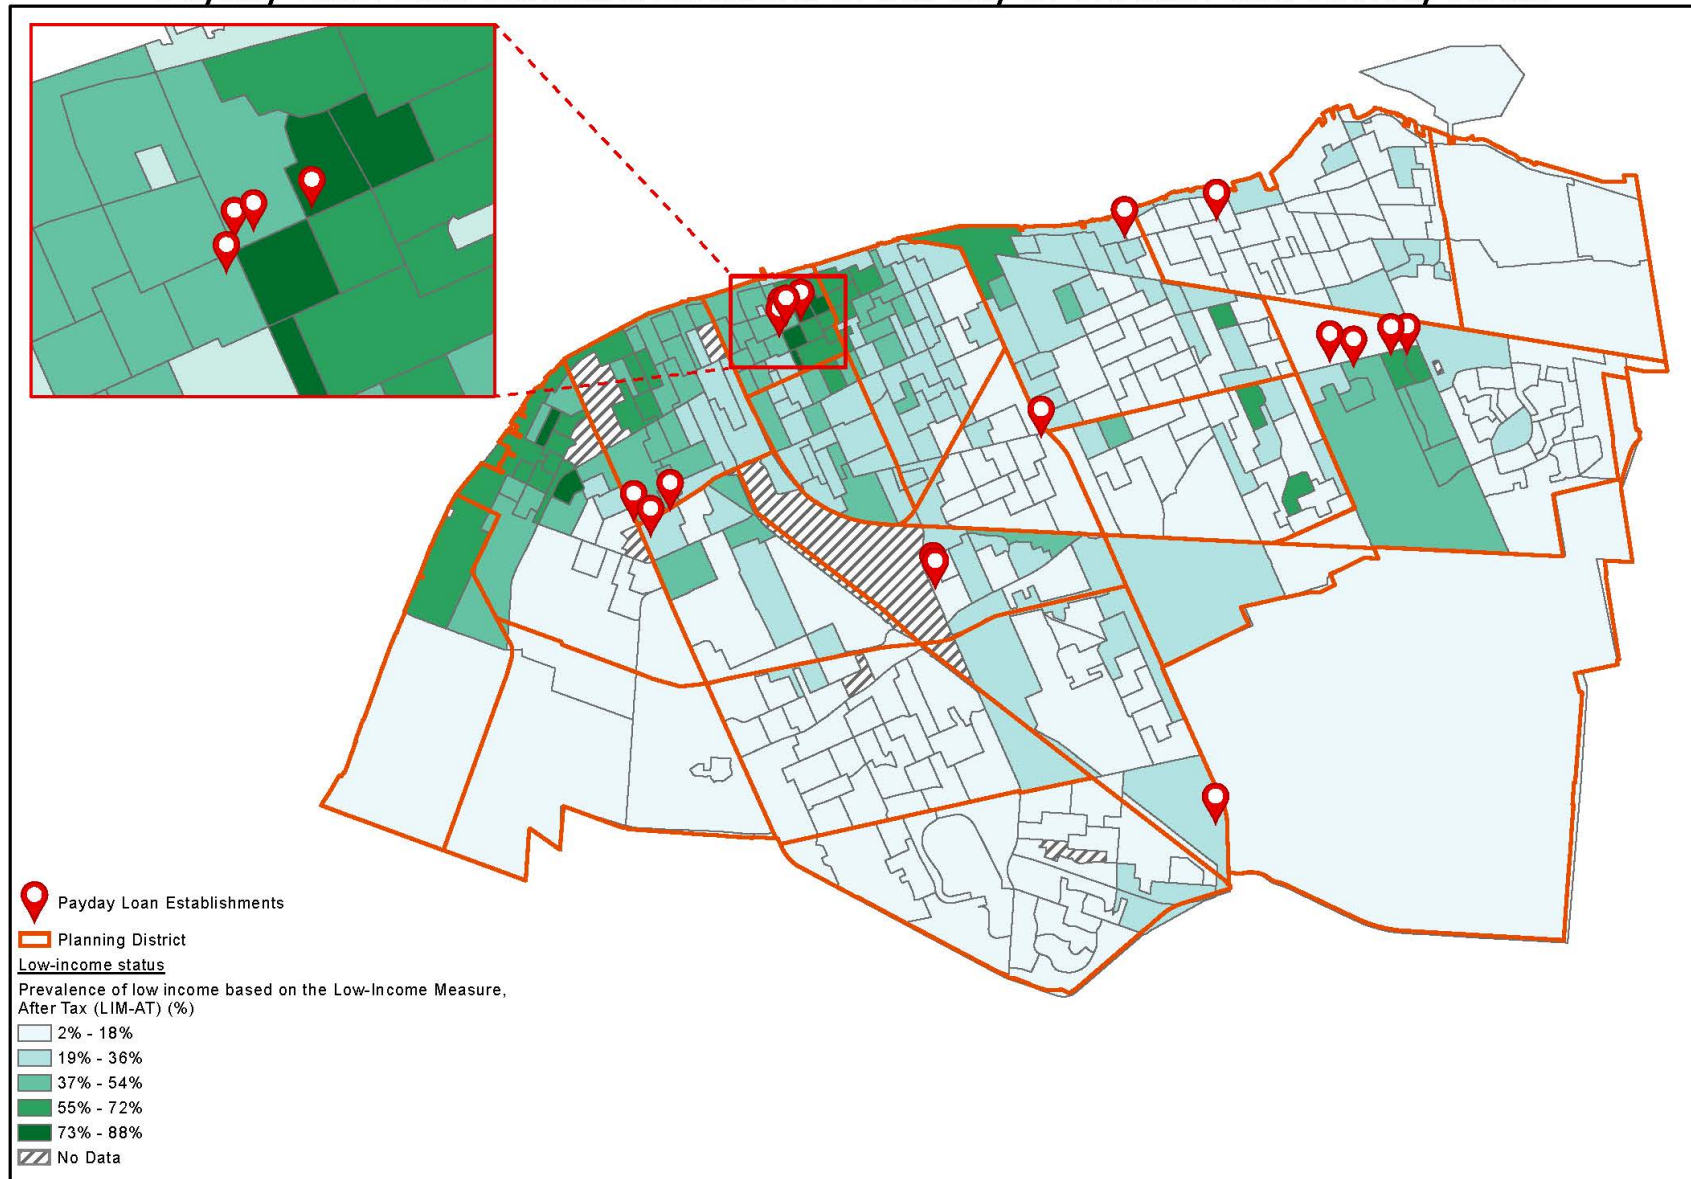 Payday Loan Establishments
Planning District
Low-income status
Prevalence of low income based on the Low-Income Measure,
After Tax (LIM-AT) (%)
2% - 18%
19% - 36%
37% - 54%
55% - 72%
73% - 88%
No Data